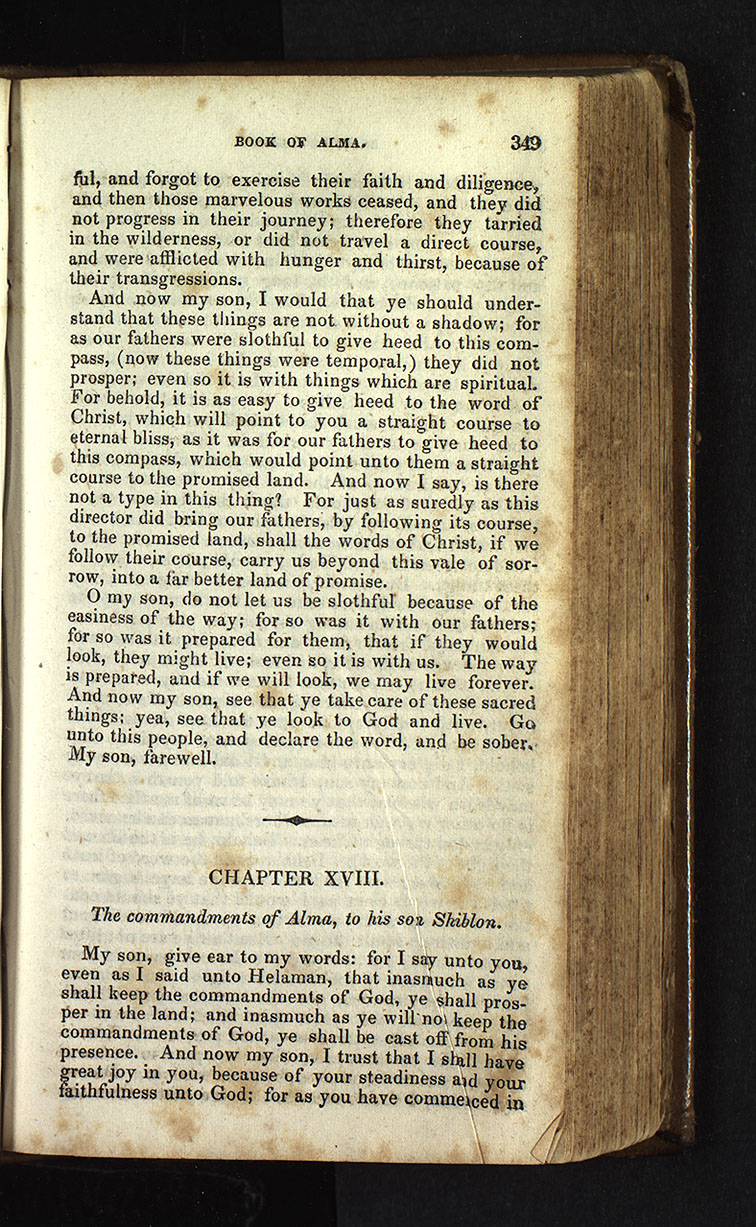 BOOK OF ALMA. 349
ful, and forgot to exercise their faith and diligence,
and then those marvelous works ceased, and they did
not progress in their journey; therefore they tarried
in the wilderness, or did not travel a direct course,
and were afflicted with hunger and thirst, because of
their transgressions.
And now my son, I would that ye should under-
stand that these things are not without a shadow; for
as our fathers were slothful to give heed to this com-
pass, (now these things were temporal,) they did not
prosper; even so it is with things which are spiritual.
For behold, it is as easy to give heed to the word of
Christ, which will point to you a straight course to
eternal bliss, as it was for our fathers to give heed to
this compass, which would point unto them a straight
course to the promised land. And now I say, is there
not a type in this thing? For just as suredly as this
director did bring our fathers, by following its course,
to the promised land, shall the words of Christ, if we
follow their course, carry us beyond this vale of sor-
row, into a far better land of promise.
O my son, do not let us be slothful because of the
easiness of the way; for so was it with our fathers;
for so was it prepared for them, that if they would
look, they might live; even so it is with us. The way
is prepared, and if we will look, we may live forever.
And now my son, see that ye take care of these sacred
things; yea, see that ye look to God and live. Go
unto this people, and declare the word, and be sober.
My son, farewell.
CHAPTER XVIII.
The commandments of Alma, to his son Shiblon.
My son, give ear to my words: for I say unto you,
even as I said unto Helaman, that inasmuch as ye
shall keep the commandments of God, ye shall pros-
per in the land; and inasmuch as ye will not keep the
commandments of God, ye shall be cast off from his
presence. And now my son, I trust that I shall have
great joy in you, because of your steadiness and your
faithfulness unto God; for as you have commenced in